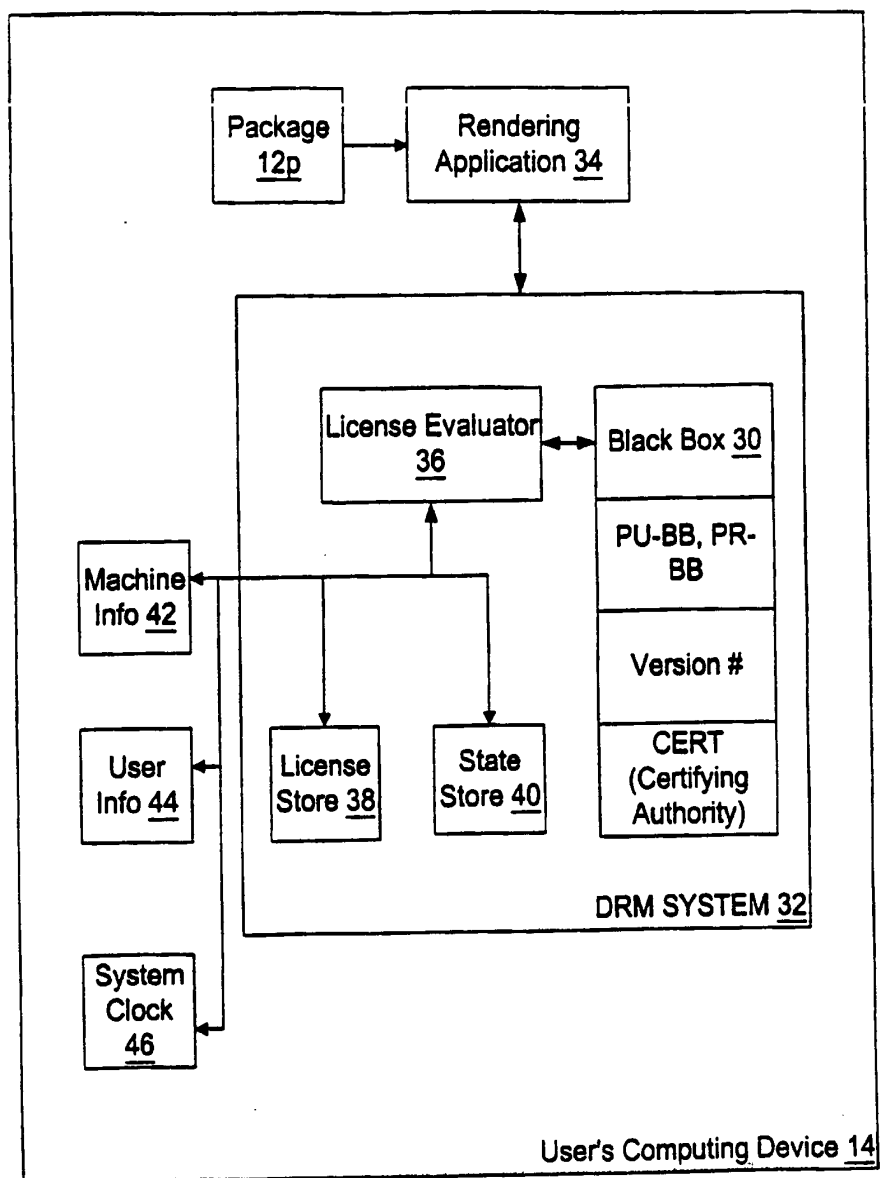 Package
12p
Rendering
Application 34
License Evaluator
36
Black Box 30
PU-BB, PR-
BB
Version #
CERT
(Certifying
Authority)
Machine
Info 42
User
Info 44
License
Store 38
State
Store 40
DRM SYSTEM 32
System
Clock
46
User's Computing Device 14